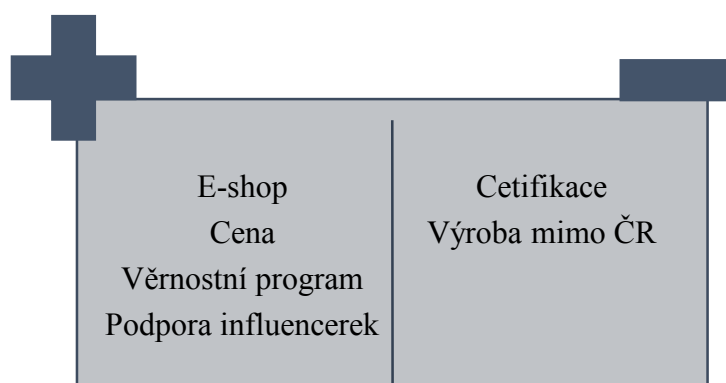 E-shop
Cena
Věrnostní program
Podpora influencerek
Cetifikace
Výroba mimo ČR